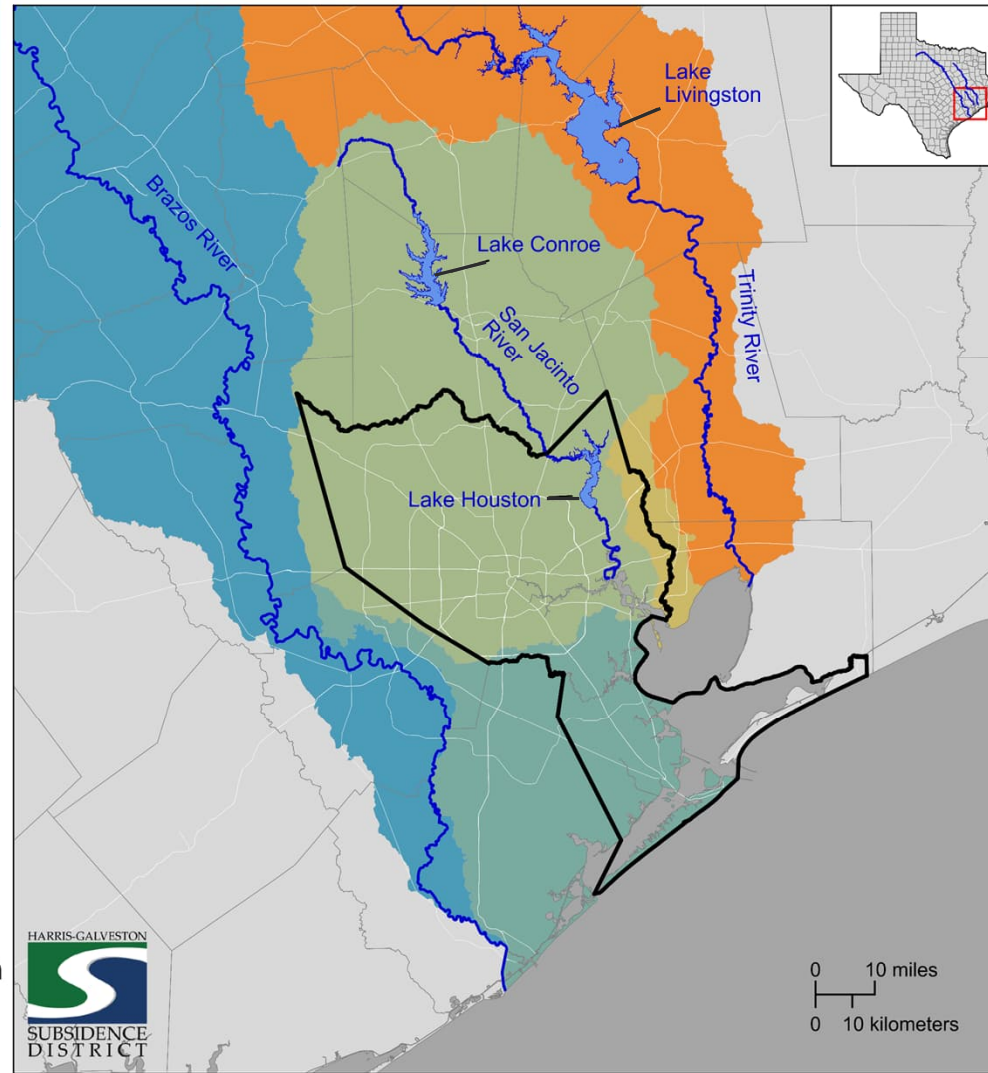 Lake
Livingston
Brazos River
Lake Conroe
San Jacinto
River
Trinity River
Lake Houston
HARRIS-GALVESTON
SUBSIDENCE
DISTRICT
0 10 miles
0 10 kilometers